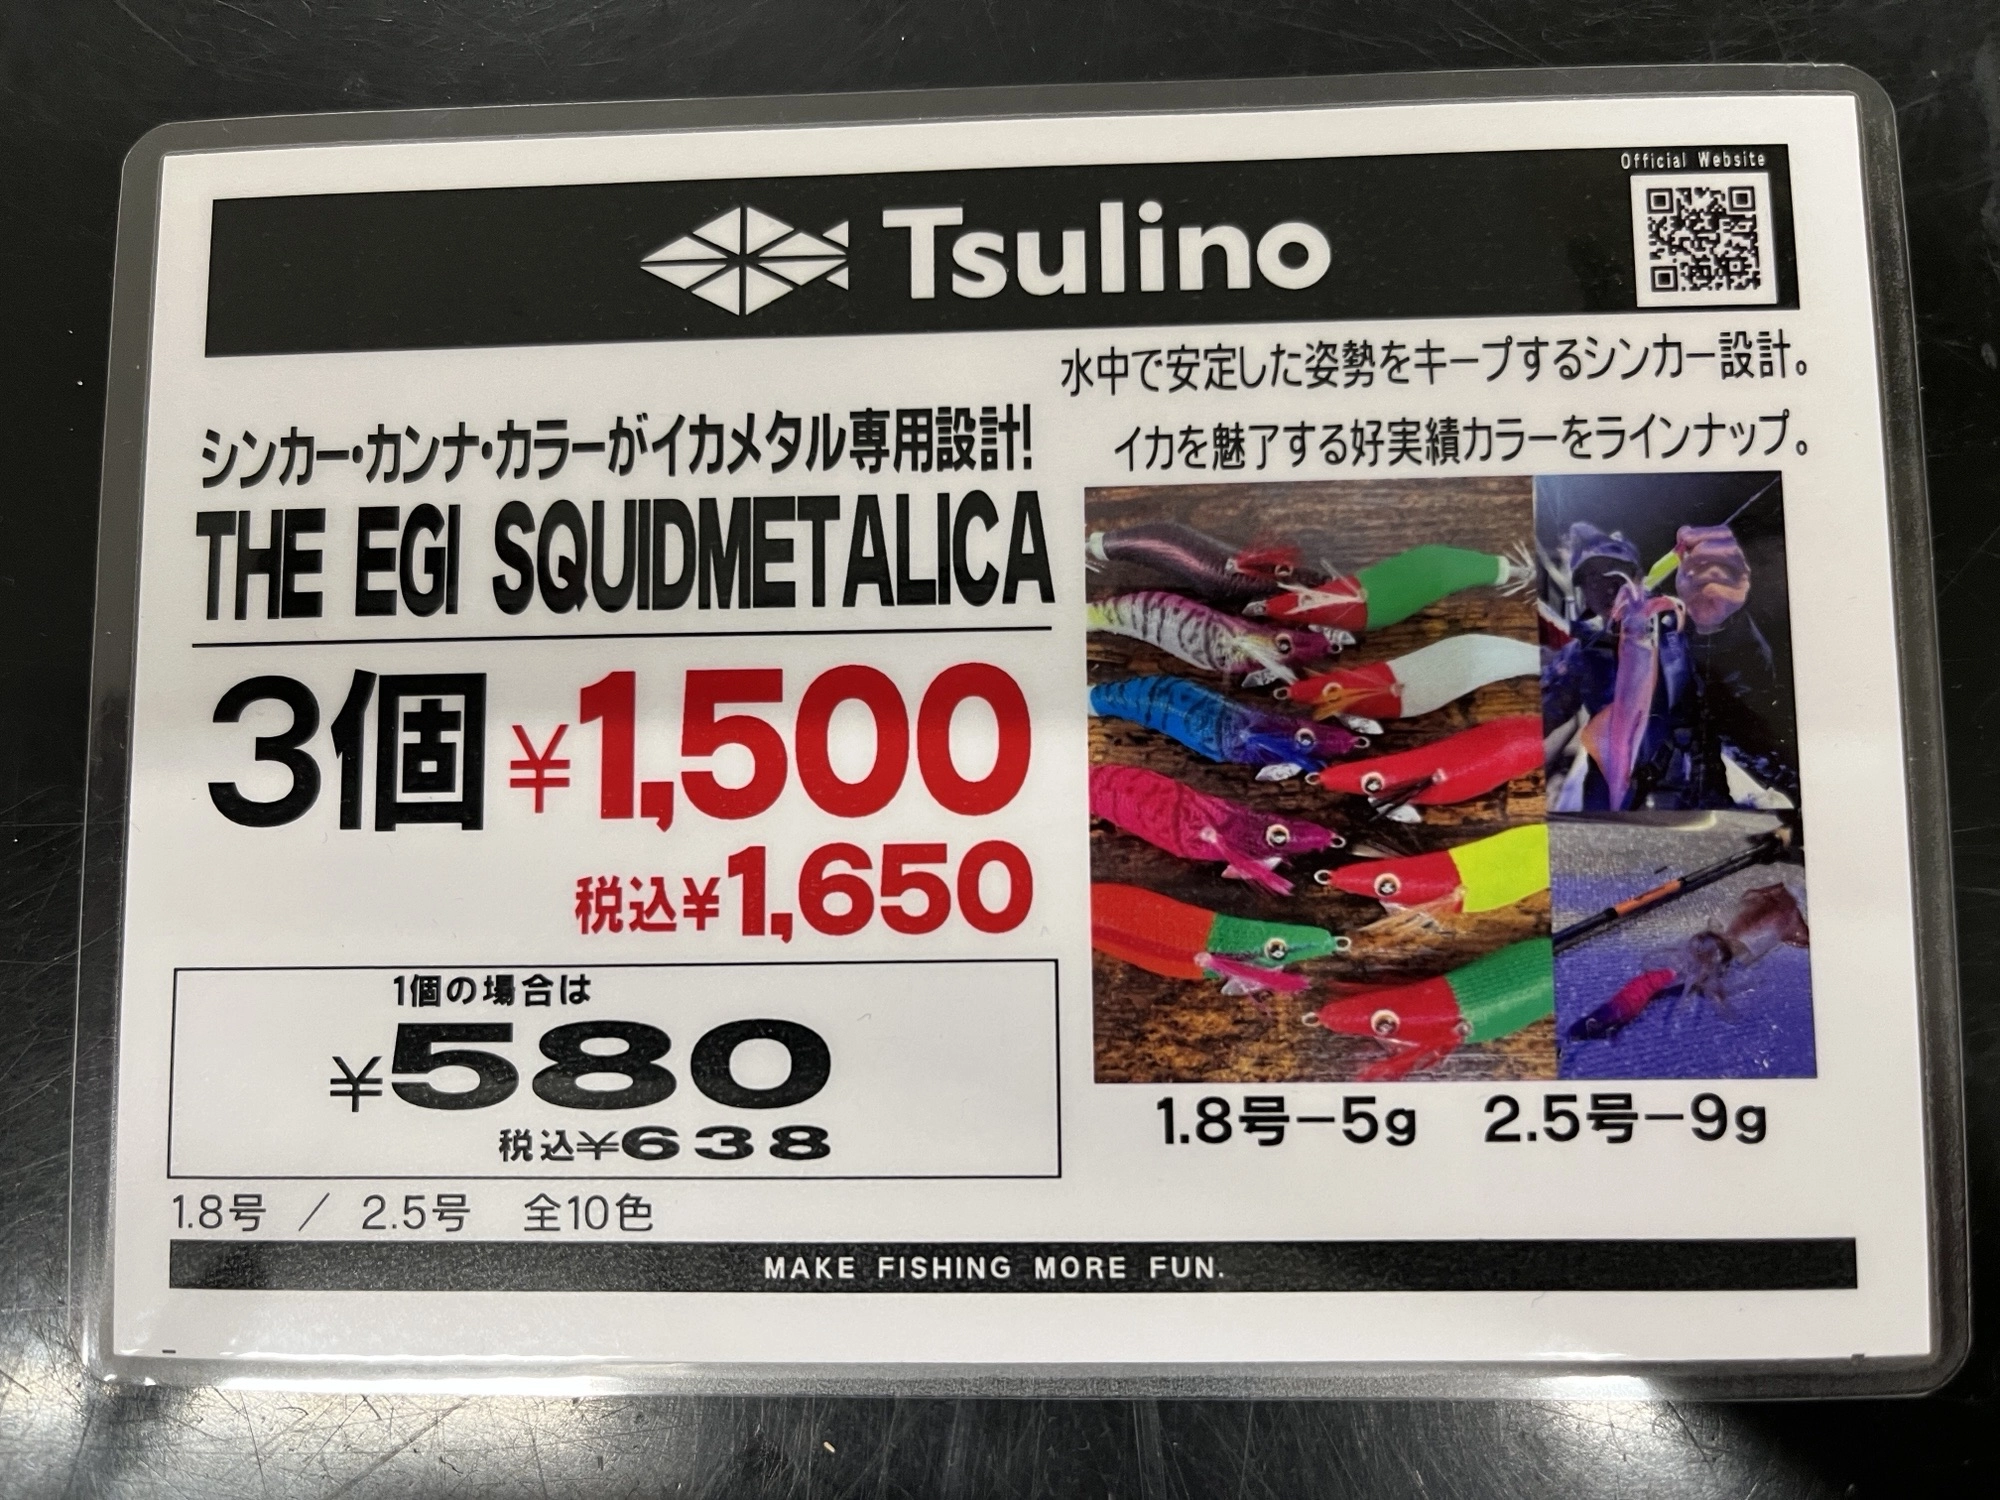 Official Website
Tsulino
水中で安定した姿勢をキープするシンカー設計。
イカを魅了する好実績カラーをラインナップ。
シンカー・カンナ・カラーがイカメタル専用設計!
THE EGI SQUIDMETALICA
3個 ¥1,500
税込¥1,650
1個の場合は
¥580
税込¥638
1.8号-5g 2.5号-9g
1.8号 / 2.5号 全10色
MAKE FISHING MORE FUN.